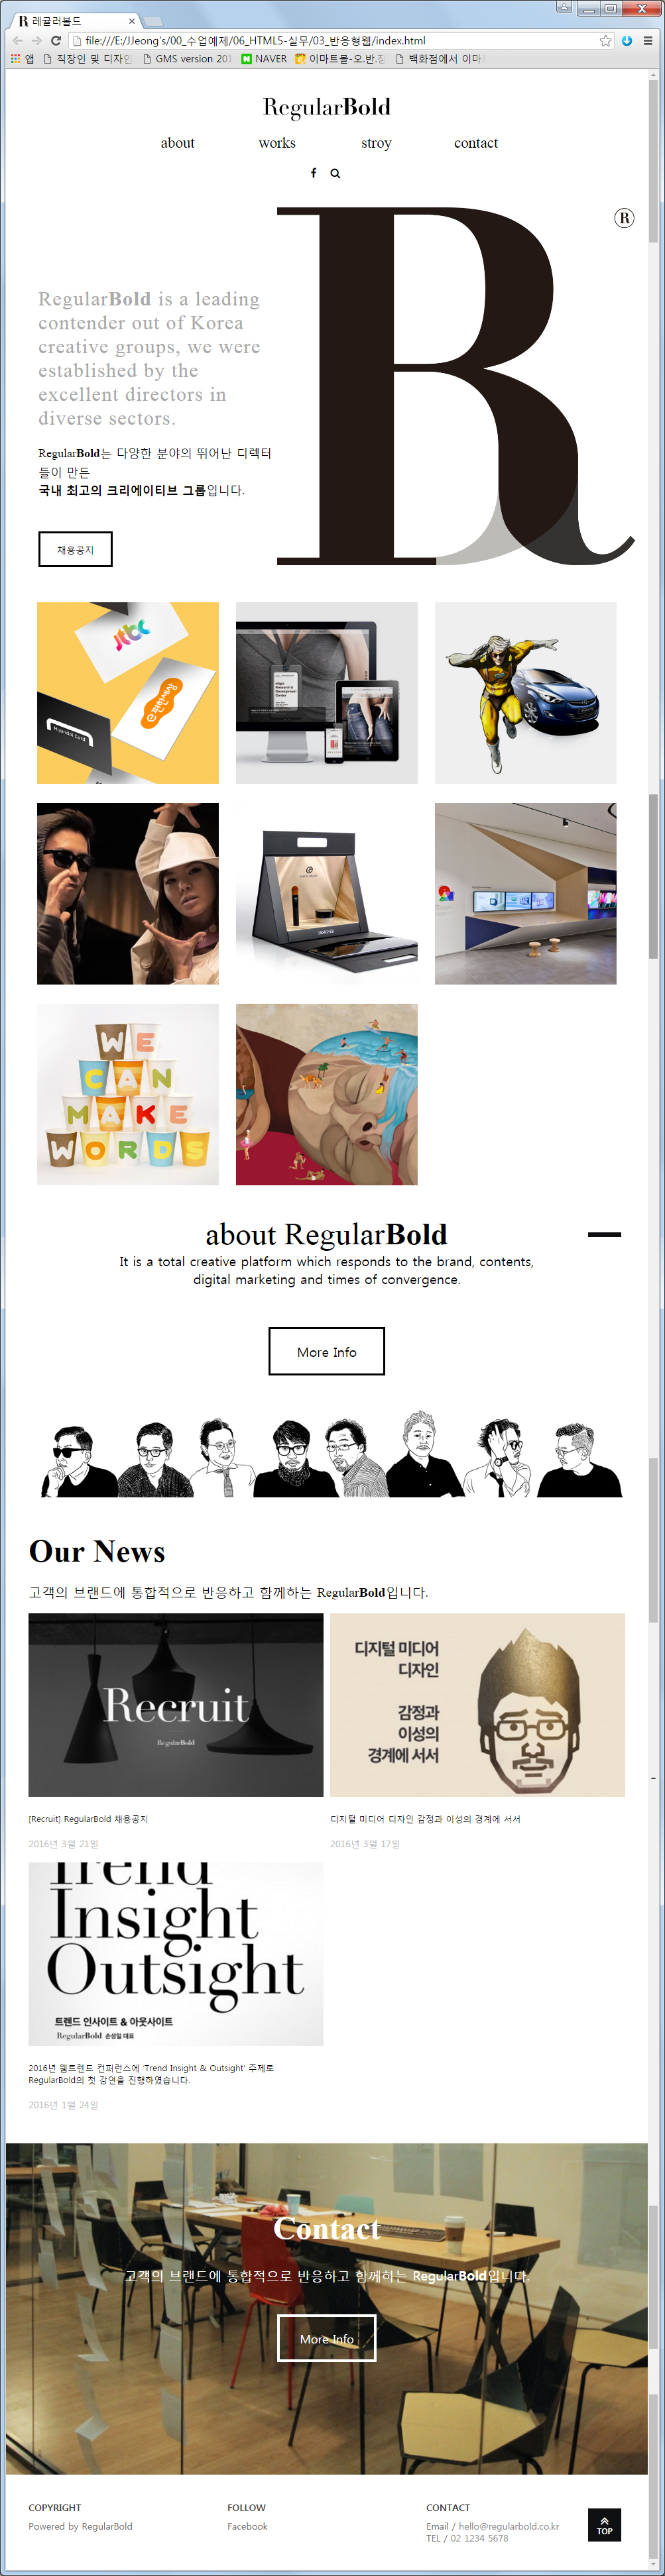 레귤러볼드
file:///E:/JJeong's/00_수업예제/06_HTML5-실무/03_반응형웹/index.html
앱 직장인 및 디자인 GMS version 201 NAVER 이마트몰-오.반.장 백화점에서 이마
RegularBold
about works stroy contact
R
RegularBold is a leading
contender out of Korea
creative groups, we were
established by the
excellent directors in
diverse sectors.
RegularBold는 다양한 분야의 뛰어난 디렉터
들이 만든
국내 최고의 크리에이티브 그룹입니다.
채용공지
jtbc
e편한세상
Hyundai Card
WE
CAN
MAKE
WORDS
about RegularBold
It is a total creative platform which responds to the brand, contents,
digital marketing and times of convergence.
More Info
Our News
고객의 브랜드에 통합적으로 반응하고 함께하는 RegularBold입니다.
Recruit
RegularBold
디지털 미디어
디자인
감정과
이성의
경계에 서서
[Recruit] RegularBold 채용공지
디지털 미디어 디자인 감정과 이성의 경계에 서서
2016년 3월 21일
2016년 3월 17일
Trend
Insight
Outsight
트렌드 인사이트 & 아웃사이트
RegularBold 손성일 대표
2016년 웹트렌드 컨퍼런스에 'Trend Insight & Outsight' 주제로
RegularBold의 첫 강연을 진행하였습니다.
2016년 1월 24일
Contact
고객의 브랜드에 통합적으로 반응하고 함께하는 RegularBold입니다.
More Info
COPYRIGHT
Powered by RegularBold
FOLLOW
Facebook
CONTACT
Email / hello@regularbold.co.kr
TEL / 02 1234 5678
TOP